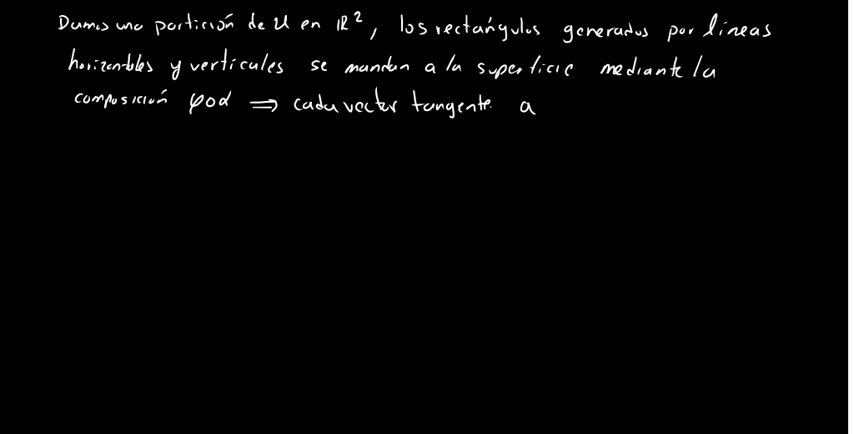 Damos una partición de U en ℝ², los rectángulos generados por líneas
horizontales y verticales se mandan a la superficie mediante la
composición φoα ⟹ cada vector tangente a